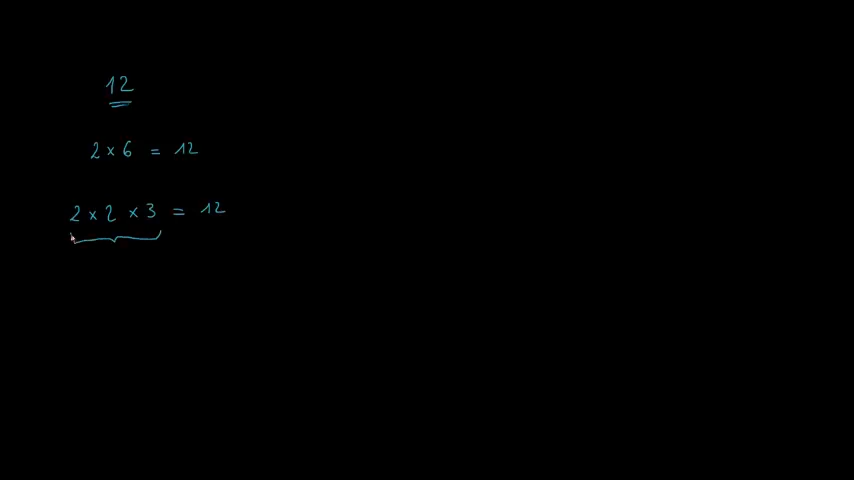 12
2 × 6 = 12
2 × 2 × 3 = 12